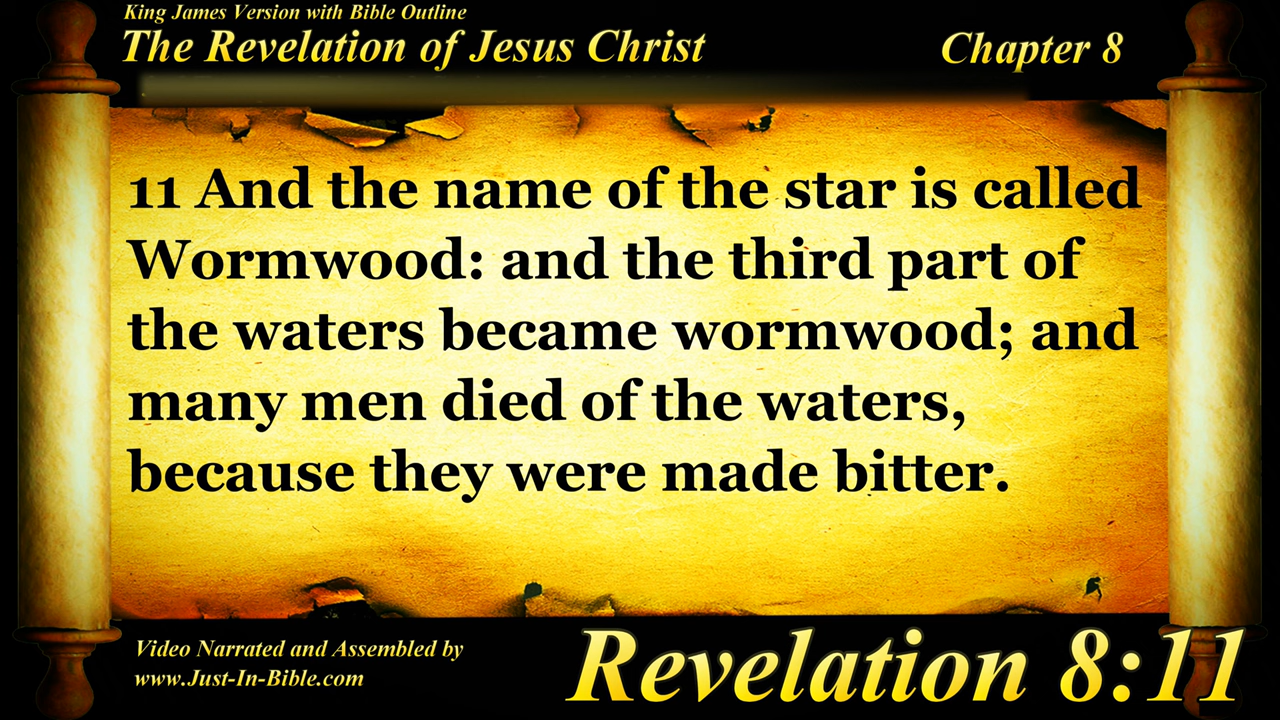 King James Version with Bible Outline
The Revelation of Jesus Christ
Chapter 8
11 And the name of the star is called
Wormwood: and the third part of
the waters became wormwood; and
many men died of the waters,
because they were made bitter.
Video Narrated and Assembled by
www.Just-In-Bible.com
Revelation 8:11